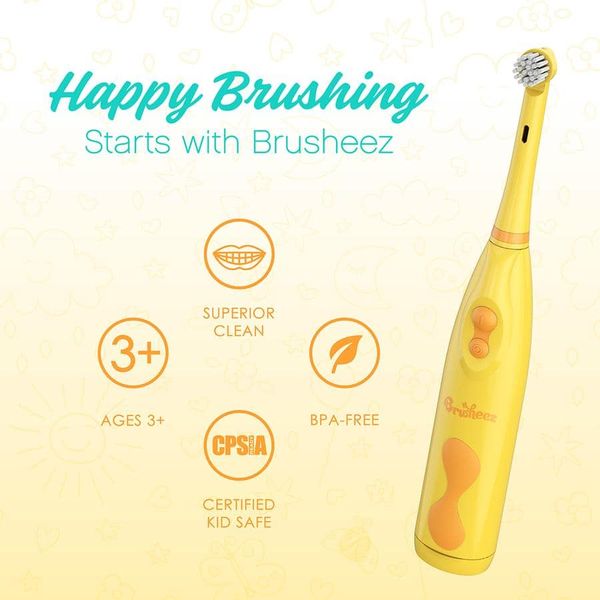 Happy Brushing
Starts with Brusheez
SUPERIOR
CLEAN
3+
AGES 3+
BPA-FREE
CPSIA
CERTIFIED
KID SAFE
Brusheez